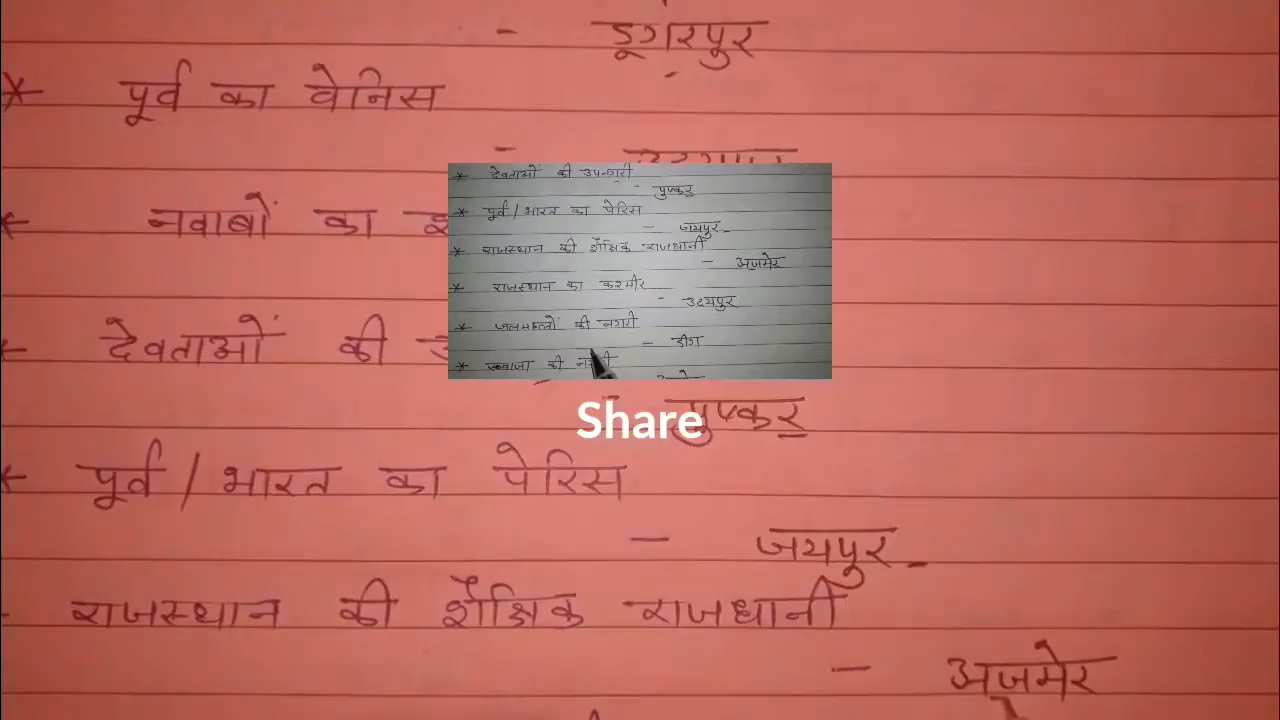 - डूगंरपुर
* पूर्व का वेनिस
-
* नवाबों का
देवताओं की
- पुष्कर
* पूर्व / भारत का पेरिस
- जयपुर
- राजस्थान की शैक्षिक राजधानी
- अजमेर
* देवताओं की उपनगरी
- पुष्कर
* पूर्व / भारत का पेरिस
- जयपुर
* राजस्थान की शैक्षिक राजधानी
- अजमेर
* राजस्थान का कश्मीर
- उदयपुर
* जलमहलों की नगरी
- डीग
* ख्वाजा की
Share